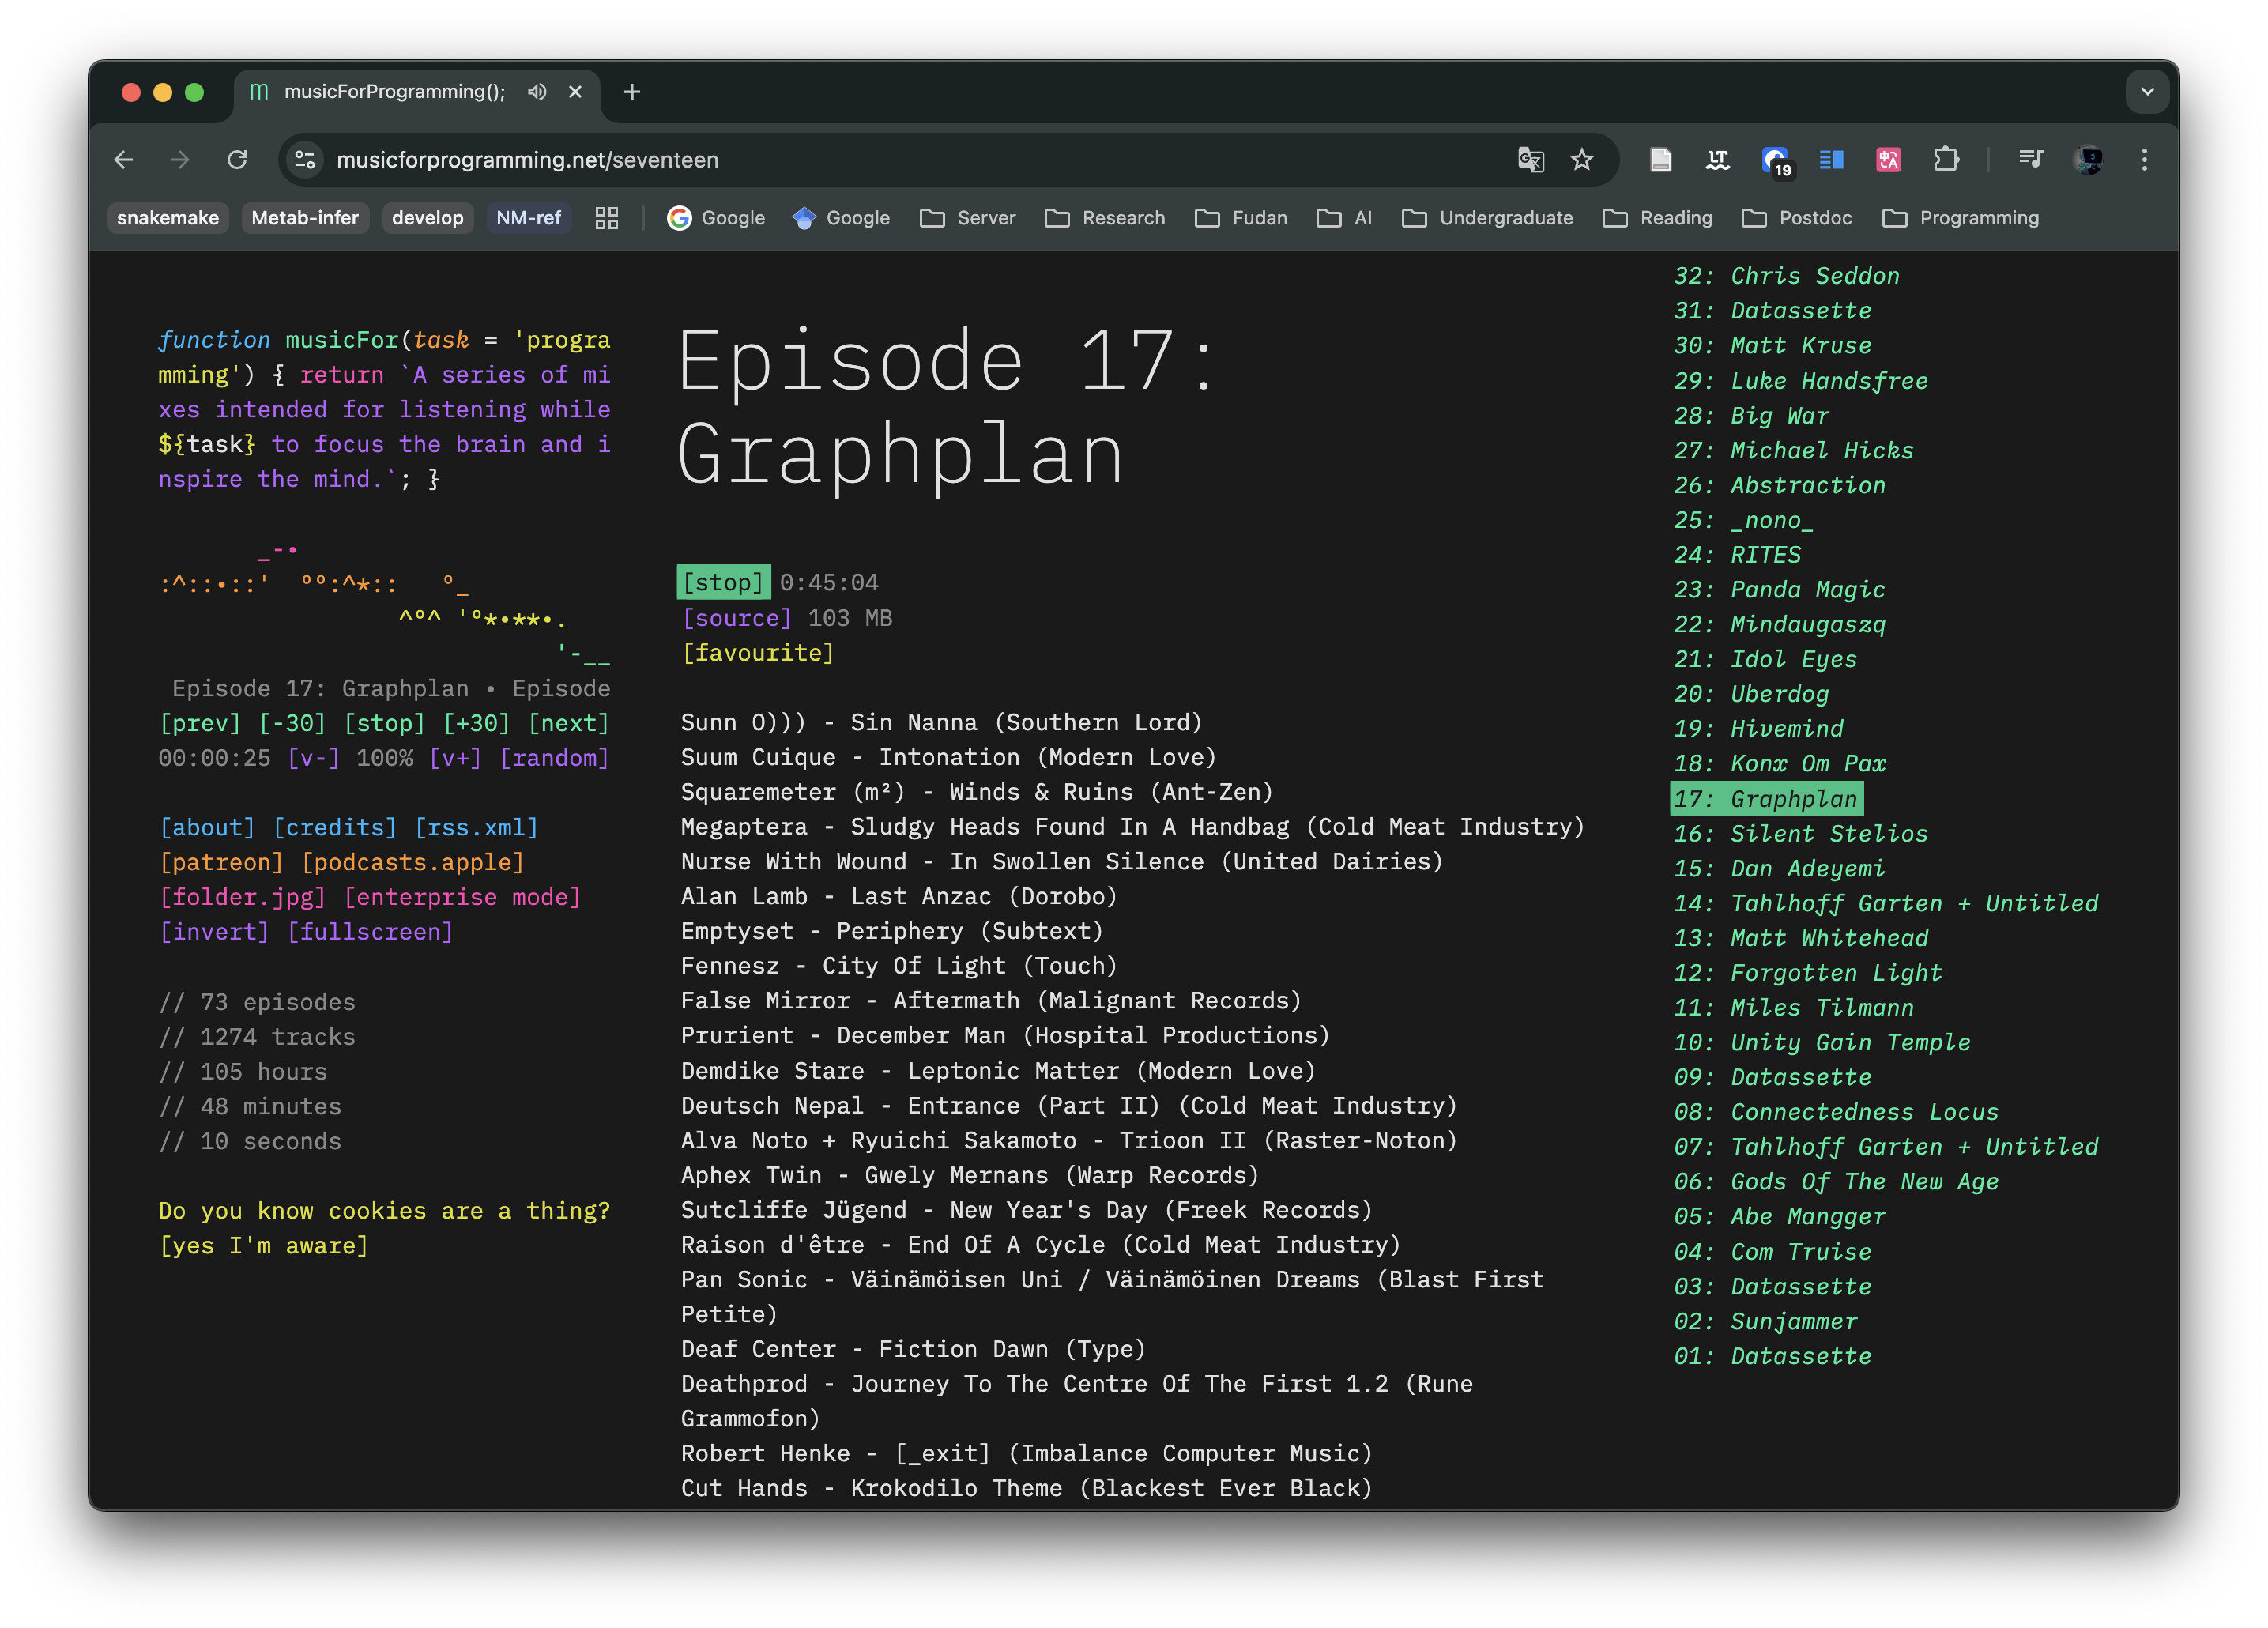 musicForProgramming();
musicforprogramming.net/seventeen
19
snakemake Metab-infer develop NM-ref Google Google Server Research Fudan AI Undergraduate Reading Postdoc Programming
function musicFor(task = 'progra
mming') { return `A series of mi
xes intended for listening while
${task} to focus the brain and i
nspire the mind.`; }
_-•
:^::•::' ºº:^*:: º_
^º^ 'º*•**•.
'-__
Episode 17: Graphplan • Episode
[prev] [-30] [stop] [+30] [next]
00:00:25 [v-] 100% [v+] [random]
[about] [credits] [rss.xml]
[patreon] [podcasts.apple]
[folder.jpg] [enterprise mode]
[invert] [fullscreen]
// 73 episodes
// 1274 tracks
// 105 hours
// 48 minutes
// 10 seconds
Do you know cookies are a thing?
[yes I'm aware]
Episode 17:
Graphplan
[stop] 0:45:04
[source] 103 MB
[favourite]
Sunn O))) - Sin Nanna (Southern Lord)
Suum Cuique - Intonation (Modern Love)
Squaremeter (m²) - Winds & Ruins (Ant-Zen)
Megaptera - Sludgy Heads Found In A Handbag (Cold Meat Industry)
Nurse With Wound - In Swollen Silence (United Dairies)
Alan Lamb - Last Anzac (Dorobo)
Emptyset - Periphery (Subtext)
Fennesz - City Of Light (Touch)
False Mirror - Aftermath (Malignant Records)
Prurient - December Man (Hospital Productions)
Demdike Stare - Leptonic Matter (Modern Love)
Deutsch Nepal - Entrance (Part II) (Cold Meat Industry)
Alva Noto + Ryuichi Sakamoto - Trioon II (Raster-Noton)
Aphex Twin - Gwely Mernans (Warp Records)
Sutcliffe Jügend - New Year's Day (Freek Records)
Raison d'être - End Of A Cycle (Cold Meat Industry)
Pan Sonic - Väinämöisen Uni / Väinämöinen Dreams (Blast First
Petite)
Deaf Center - Fiction Dawn (Type)
Deathprod - Journey To The Centre Of The First 1.2 (Rune
Grammofon)
Robert Henke - [_exit] (Imbalance Computer Music)
Cut Hands - Krokodilo Theme (Blackest Ever Black)
32: Chris Seddon
31: Datassette
30: Matt Kruse
29: Luke Handsfree
28: Big War
27: Michael Hicks
26: Abstraction
25: _nono_
24: RITES
23: Panda Magic
22: Mindaugaszq
21: Idol Eyes
20: Uberdog
19: Hivemind
18: Konx Om Pax
17: Graphplan
16: Silent Stelios
15: Dan Adeyemi
14: Tahlhoff Garten + Untitled
13: Matt Whitehead
12: Forgotten Light
11: Miles Tilmann
10: Unity Gain Temple
09: Datassette
08: Connectedness Locus
07: Tahlhoff Garten + Untitled
06: Gods Of The New Age
05: Abe Mangger
04: Com Truise
03: Datassette
02: Sunjammer
01: Datassette